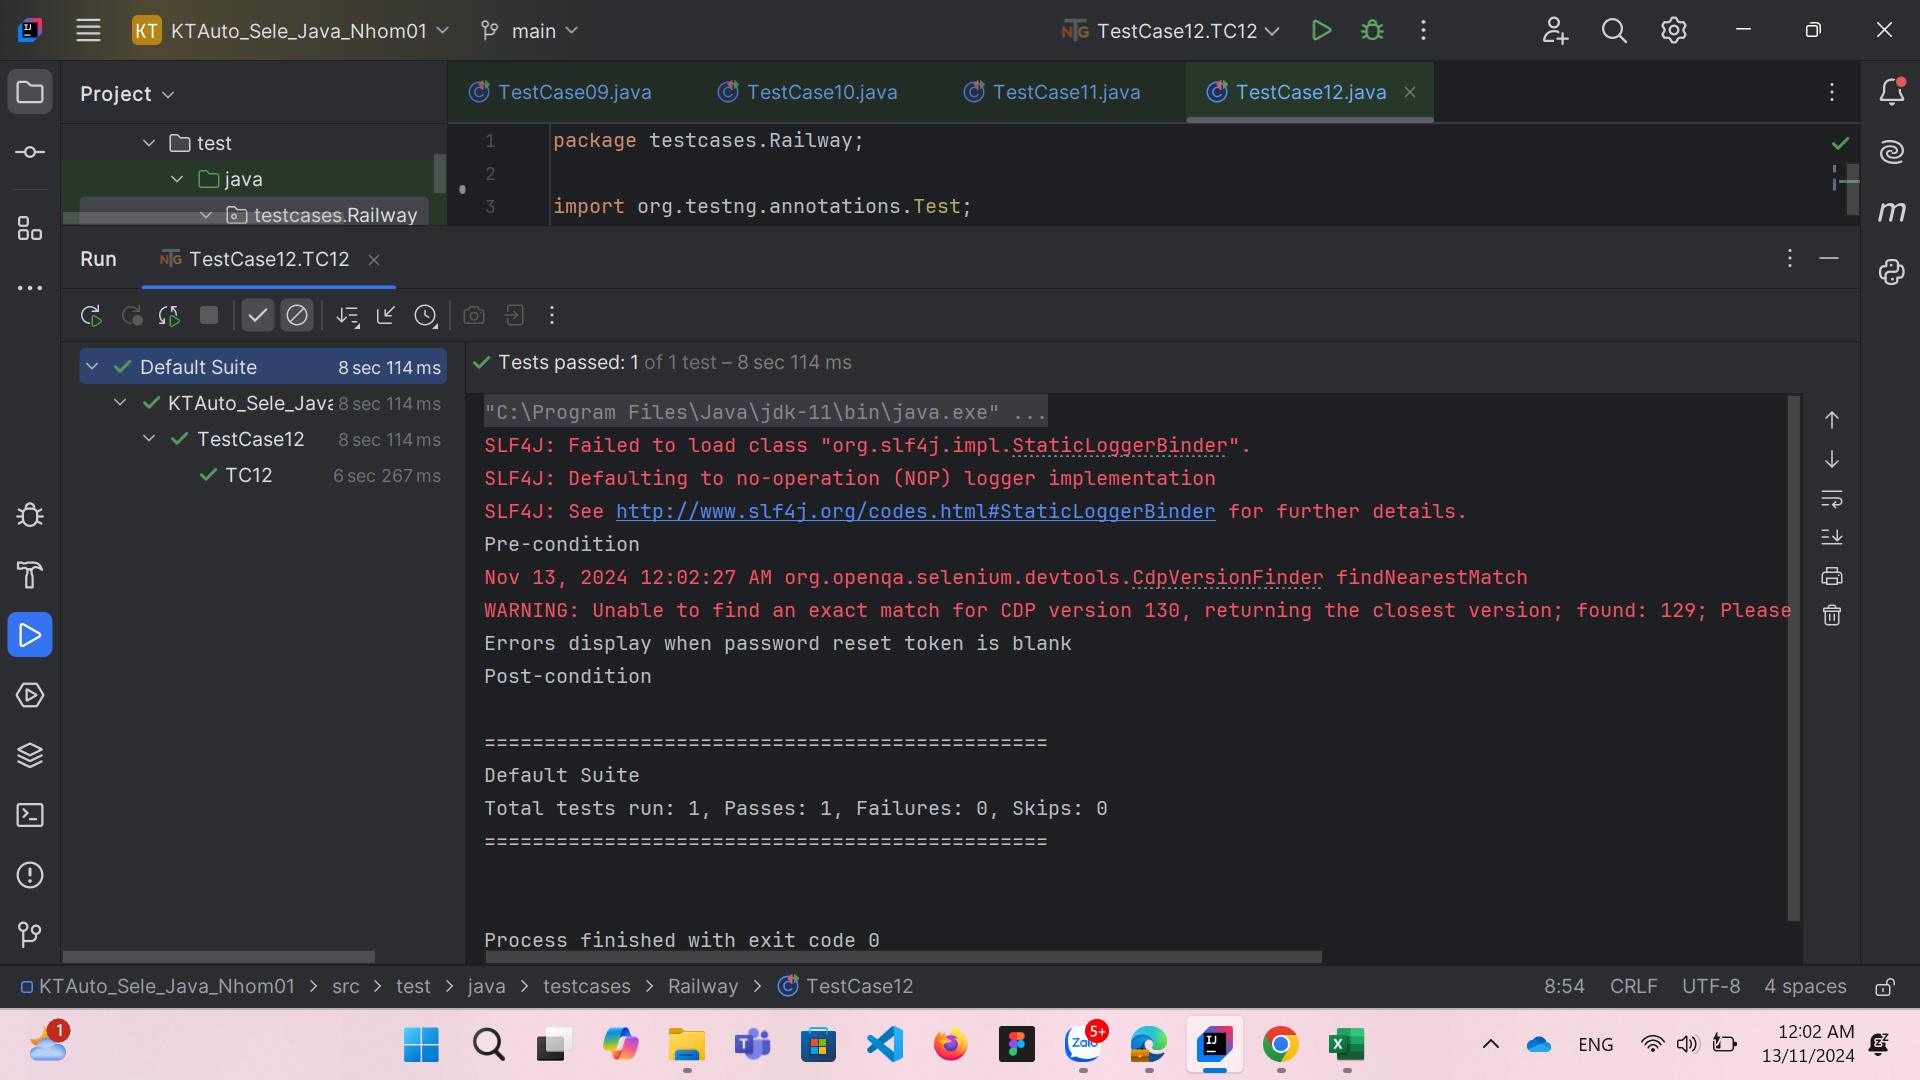 KT KTAuto_Sele_Java_Nhom01 main TestCase12.TC12
Project
TestCase09.java TestCase10.java TestCase11.java TestCase12.java
test
java
testcases.Railway
1 package testcases.Railway;
2
3 import org.testng.annotations.Test;
Run TestCase12.TC12
Default Suite 8 sec 114 ms
KTAuto_Sele_Java 8 sec 114 ms
TestCase12 8 sec 114 ms
TC12 6 sec 267 ms
Tests passed: 1 of 1 test – 8 sec 114 ms
"C:\Program Files\Java\jdk-11\bin\java.exe" ...
SLF4J: Failed to load class "org.slf4j.impl.StaticLoggerBinder".
SLF4J: Defaulting to no-operation (NOP) logger implementation
SLF4J: See http://www.slf4j.org/codes.html#StaticLoggerBinder for further details.
Pre-condition
Nov 13, 2024 12:02:27 AM org.openqa.selenium.devtools.CdpVersionFinder findNearestMatch
WARNING: Unable to find an exact match for CDP version 130, returning the closest version; found: 129; Please
Errors display when password reset token is blank
Post-condition
===============================================
Default Suite
Total tests run: 1, Passes: 1, Failures: 0, Skips: 0
===============================================
Process finished with exit code 0
KTAuto_Sele_Java_Nhom01 > src > test > java > testcases > Railway > TestCase12
8:54 CRLF UTF-8 4 spaces
1
5+
Zalo
ENG
12:02 AM
13/11/2024